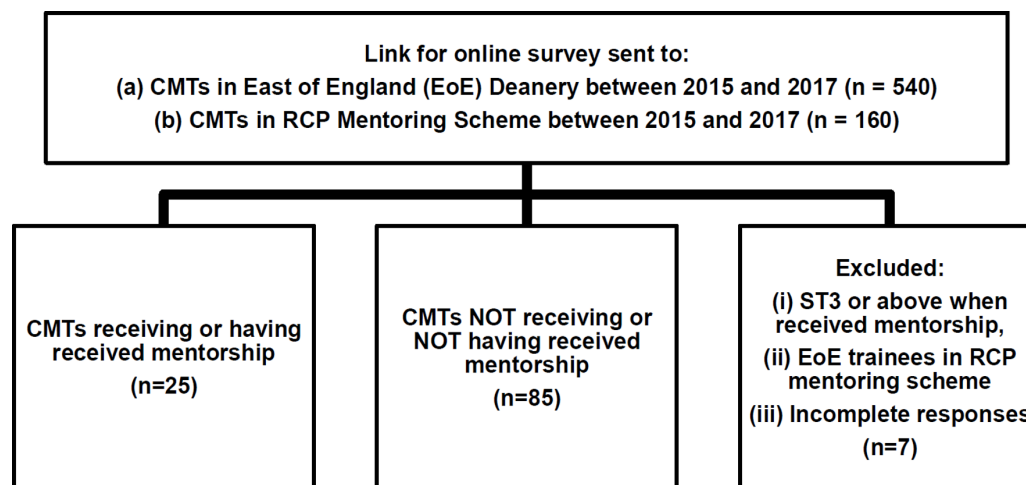 Link for online survey sent to:
(a) CMTs in East of England (EoE) Deanery between 2015 and 2017 (n = 540)
(b) CMTs in RCP Mentoring Scheme between 2015 and 2017 (n = 160)
CMTs receiving or having
received mentorship
(n=25)
CMTs NOT receiving or
NOT having received
mentorship
(n=85)
Excluded:
(i) ST3 or above when
received mentorship,
(ii) EoE trainees in RCP
mentoring scheme
(iii) Incomplete responses
(n=7)